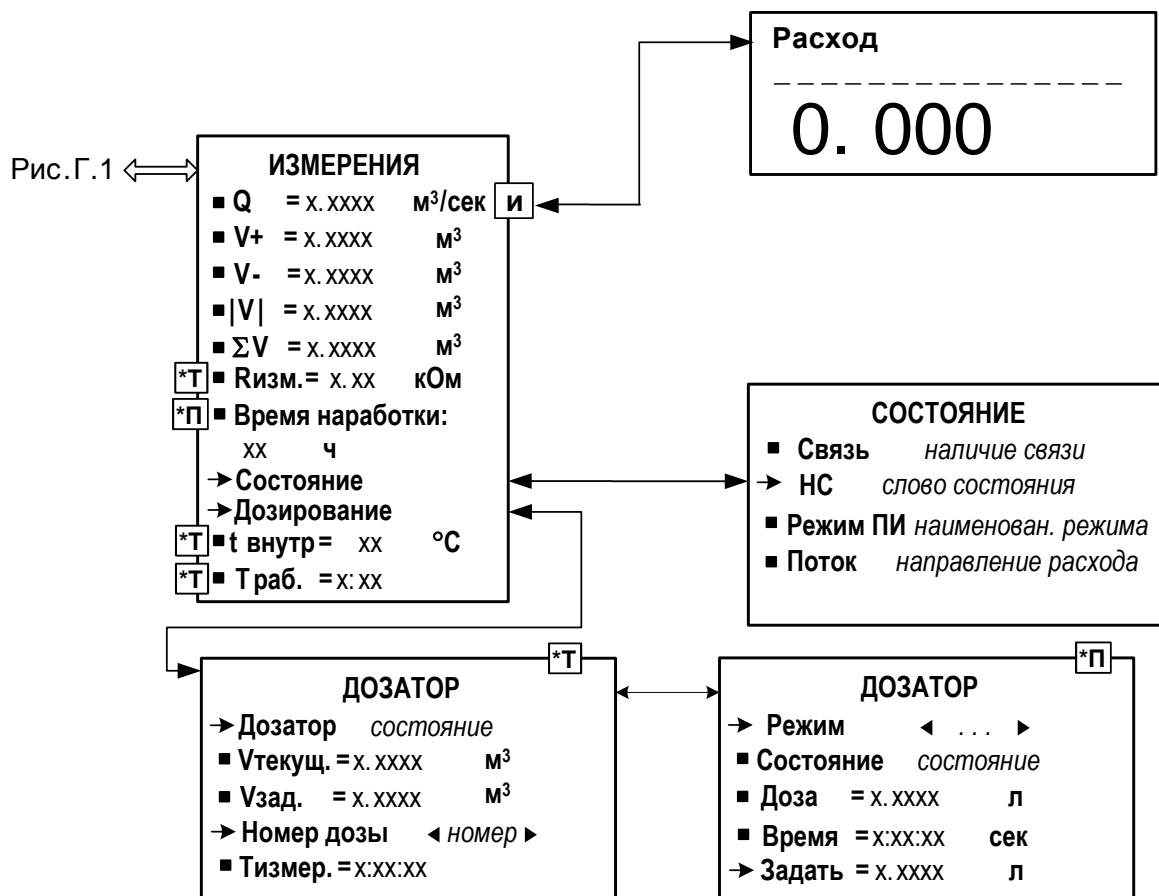 Расход
0. 000
Рис.Г.1
ИЗМЕРЕНИЯ
Q = x. xxxx м³/сек и
V+ = x. xxxx м³
V- = x. xxxx м³
|V| = x. xxxx м³
ΣV = x. xxxx м³
*Т Rизм.= x. xx кОм
*П Время наработки:
xx ч
Состояние
Дозирование
*Т t внутр= xx °C
*Т Т раб. =x: xx
СОСТОЯНИЕ
Связь наличие связи
НС слово состояния
Режим ПИ наименован. режима
Поток направление расхода
*Т
ДОЗАТОР
Дозатор состояние
Vтекущ. =x. xxxx м³
Vзад. =x. xxxx м³
Номер дозы ◄ номер ►
Тизмер. =x:xx:xx
*П
ДОЗАТОР
Режим ◄ . . . ►
Состояние состояние
Доза =x. xxxx л
Время =x:xx:xx сек
Задать =x. xxxx л